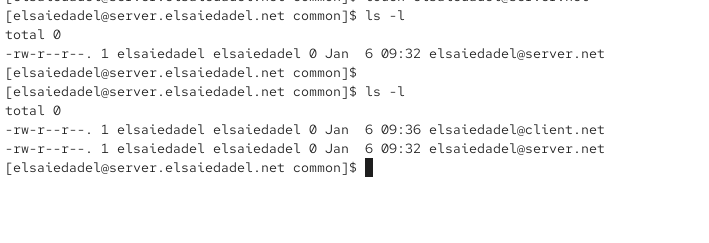 [elsaiedadel@server.elsaiedadel.net common]$ ls -l
total 0
-rw-r--r--. 1 elsaiedadel elsaiedadel 0 Jan  6 09:32 elsaiedadel@server.net
[elsaiedadel@server.elsaiedadel.net common]$
[elsaiedadel@server.elsaiedadel.net common]$ ls -l
total 0
-rw-r--r--. 1 elsaiedadel elsaiedadel 0 Jan  6 09:36 elsaiedadel@client.net
-rw-r--r--. 1 elsaiedadel elsaiedadel 0 Jan  6 09:32 elsaiedadel@server.net
[elsaiedadel@server.elsaiedadel.net common]$